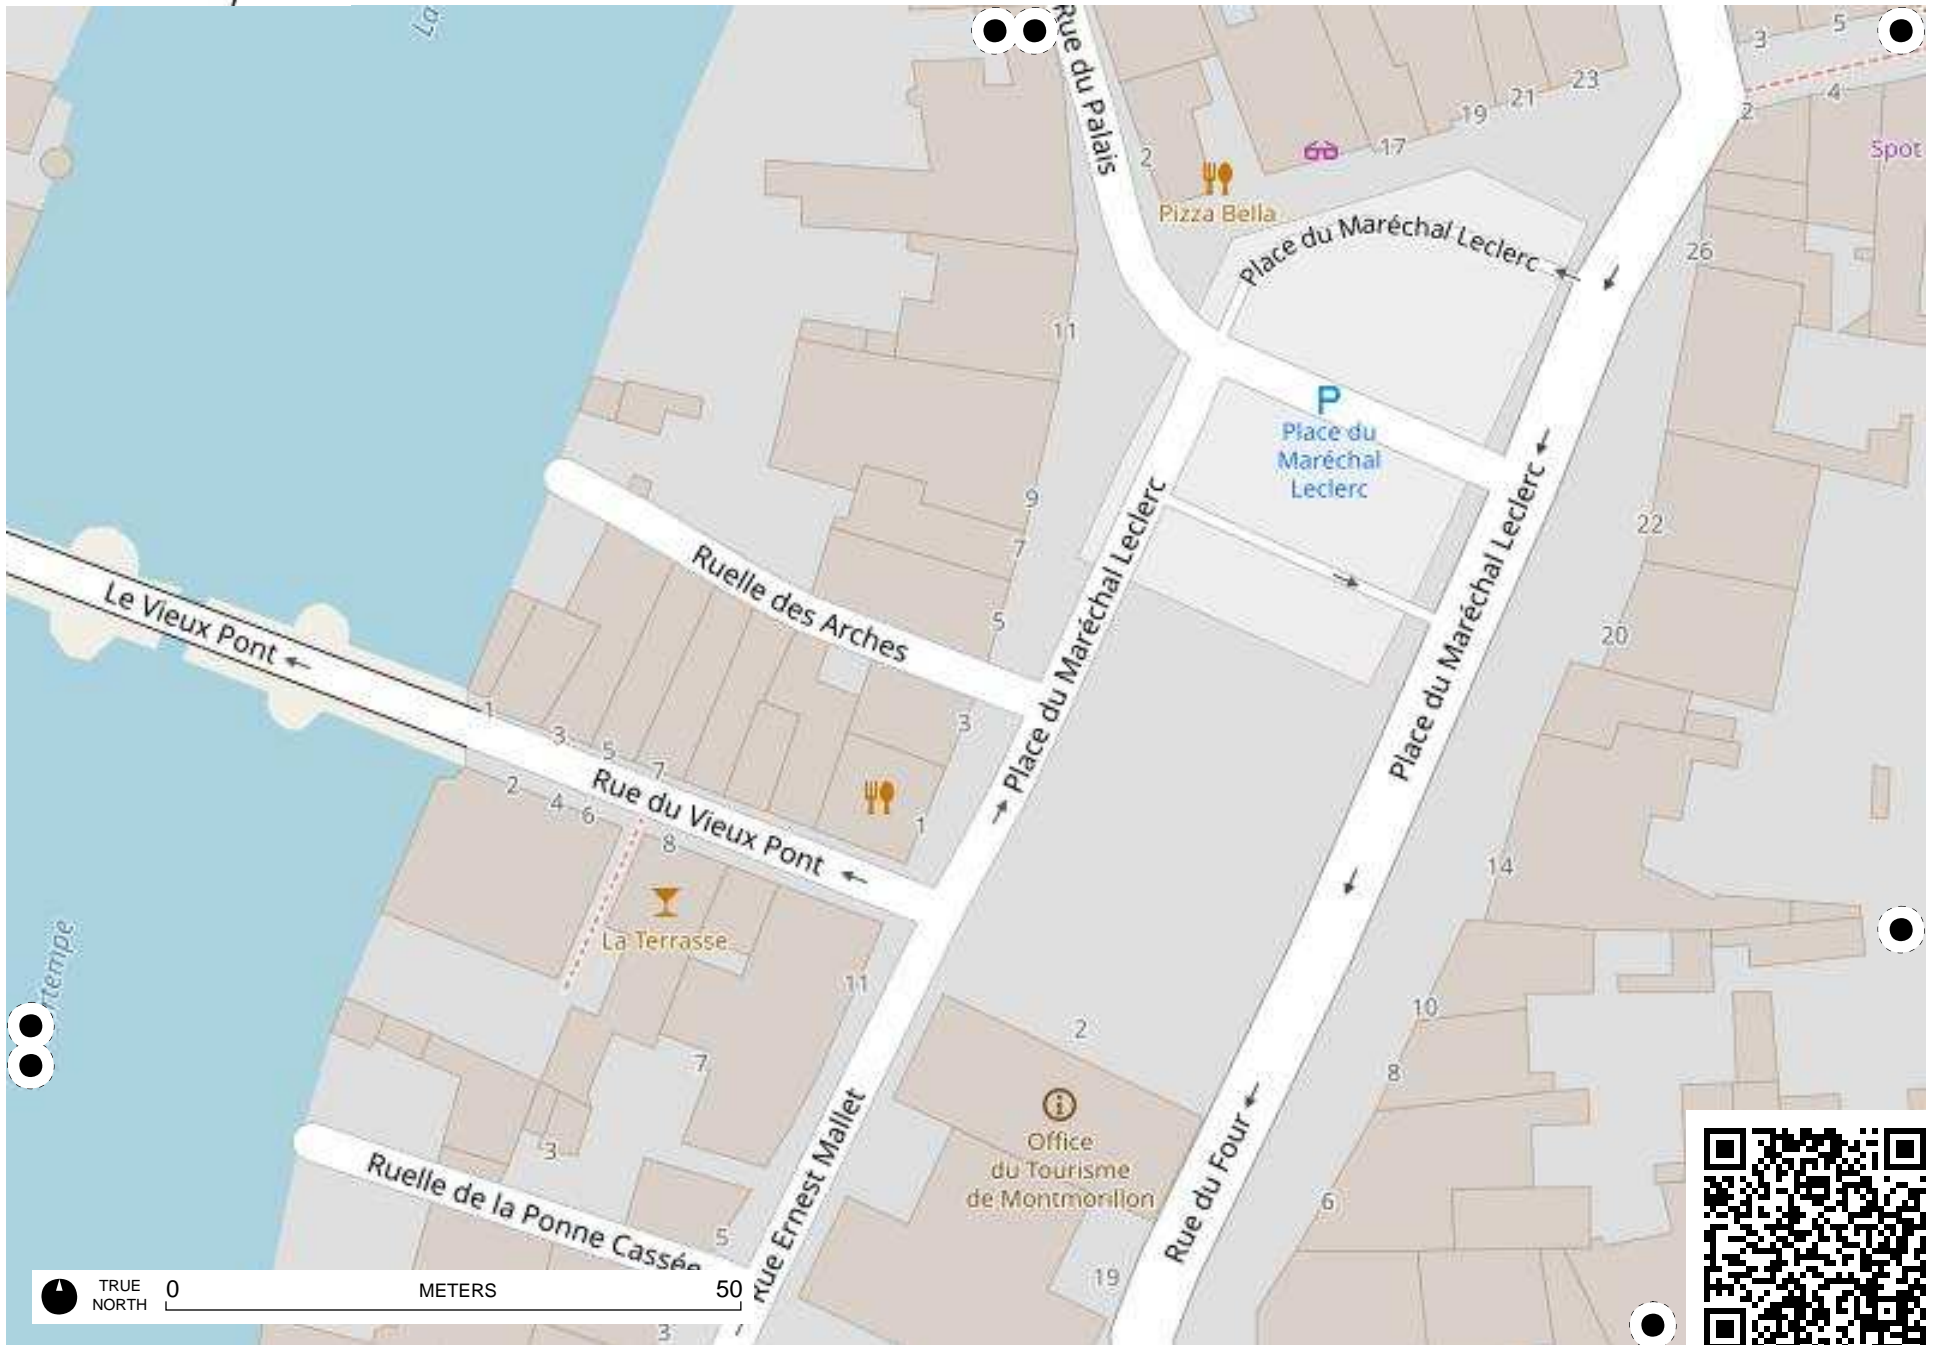 La
Rue du Palais
3
5
23
21
19
17
2
4
2
Spot
Pizza Bella
Place du Maréchal Leclerc
26
11
P
Place du
Maréchal
Leclerc
9
22
7
Place du Maréchal Leclerc
Place du Maréchal Leclerc
Ruelle des Arches
5
20
Le Vieux Pont
1
3
3
5
7
2
4
6
Rue du Vieux Pont
8
1
14
La Terrasse
rtempe
11
10
2
7
8
Office
du Tourisme
de Montmorillon
3
Ruelle de la Ponne Cassée
5
Rue Ernest Mallet
Rue du Four
6
19
TRUE
NORTH
0
METERS
50
3